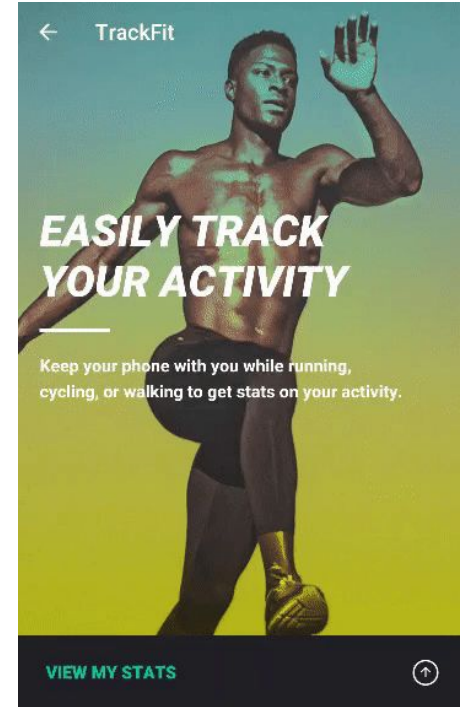 TrackFit
EASILY TRACK
YOUR ACTIVITY
Keep your phone with you while running,
cycling, or walking to get stats on your activity.
VIEW MY STATS